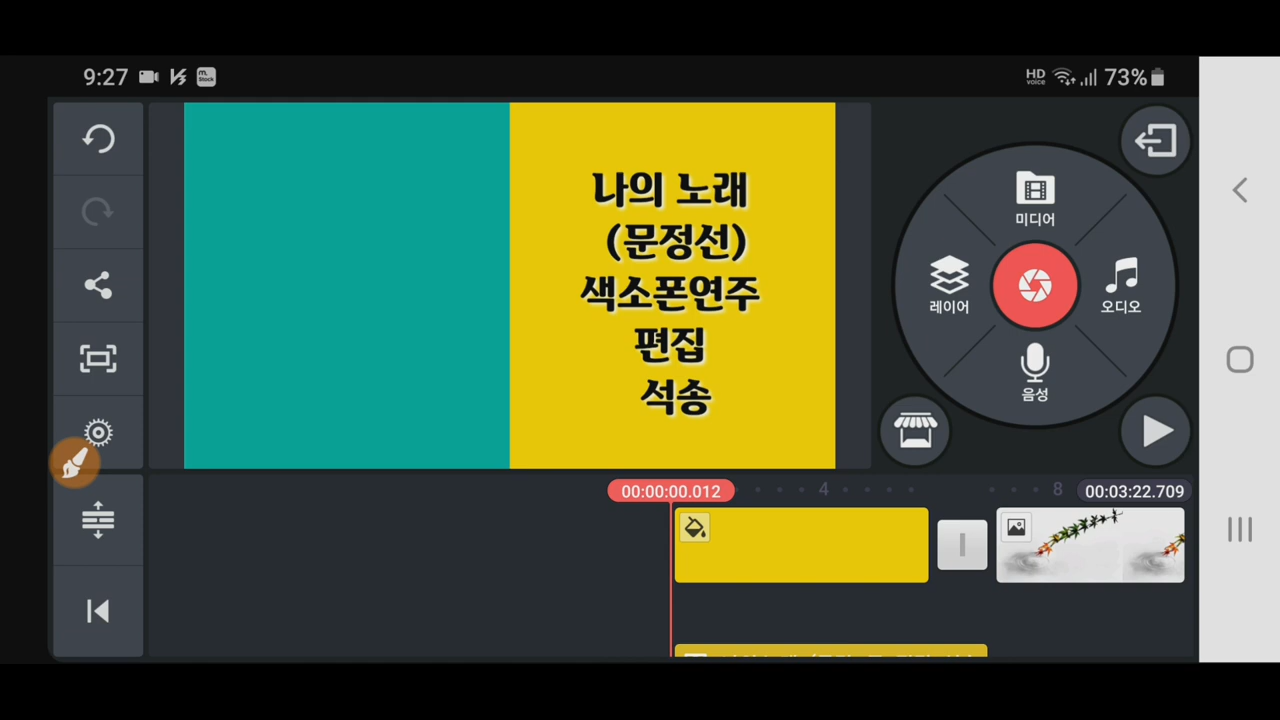 9:27
m.Stock
HD voice
73%
나의 노래
(문정선)
색소폰연주
편집
석송
미디어
레이어
오디오
음성
00:00:00.012
4
8
00:03:22.709